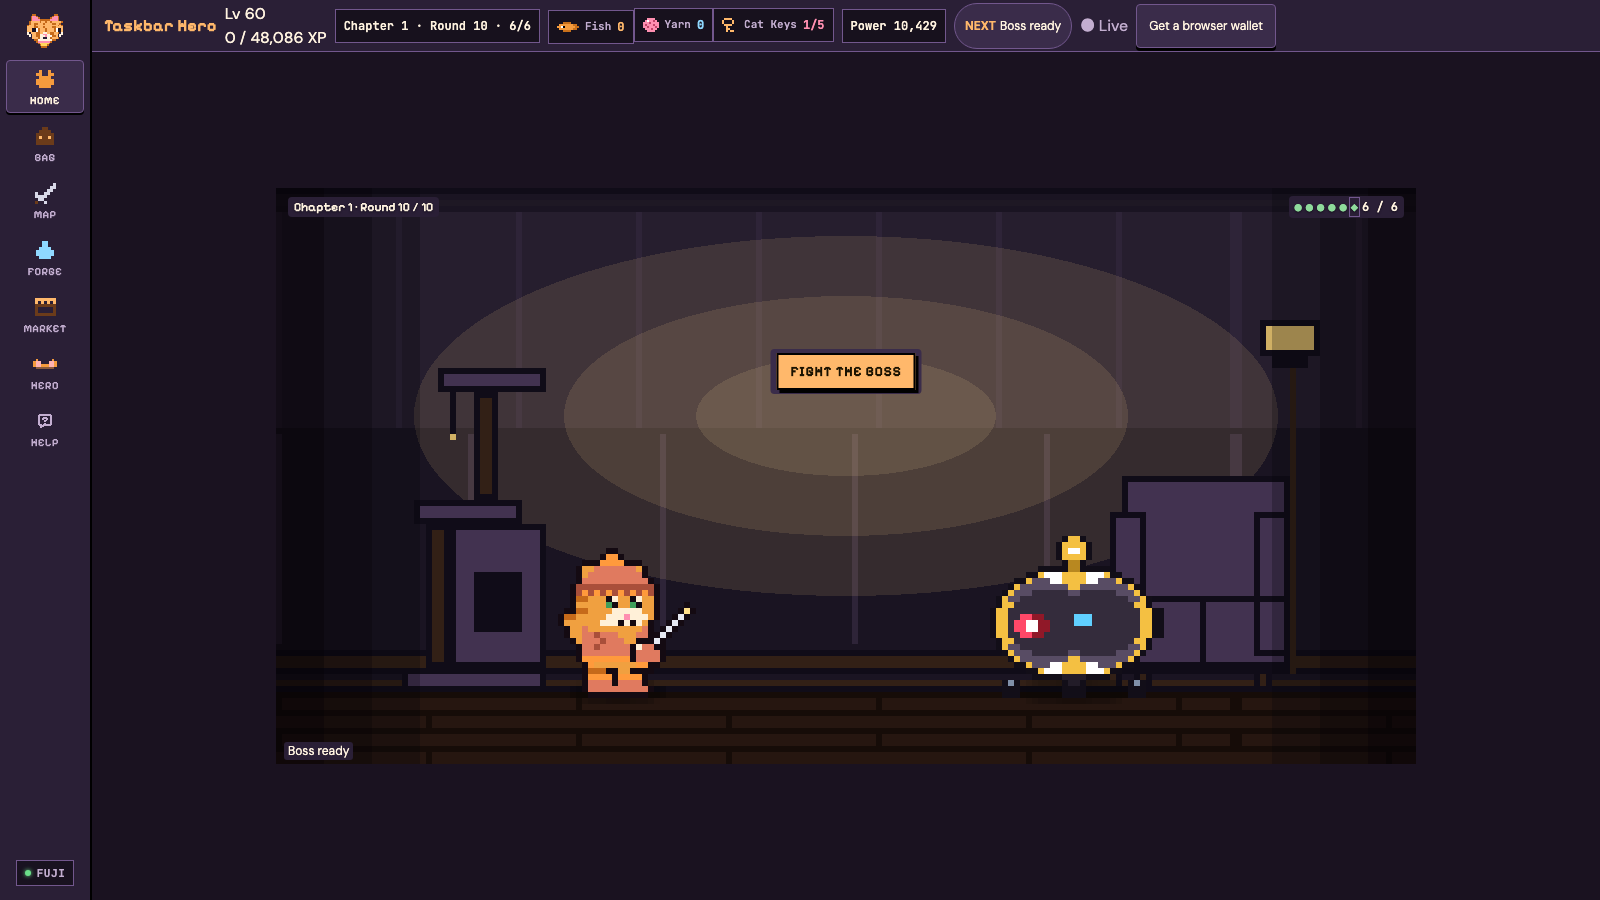 Taskbar Hero
Lv 60
0 / 48,086 XP
Chapter 1 · Round 10 · 6/6
Fish 0
Yarn 0
Cat Keys 1/5
Power 10,429
NEXT Boss ready
Live
Get a browser wallet
HOME
BAG
MAP
FORGE
MARKET
HERO
HELP
FUJI
Chapter 1 · Round 10 / 10
6 / 6
FIGHT THE BOSS
Boss ready